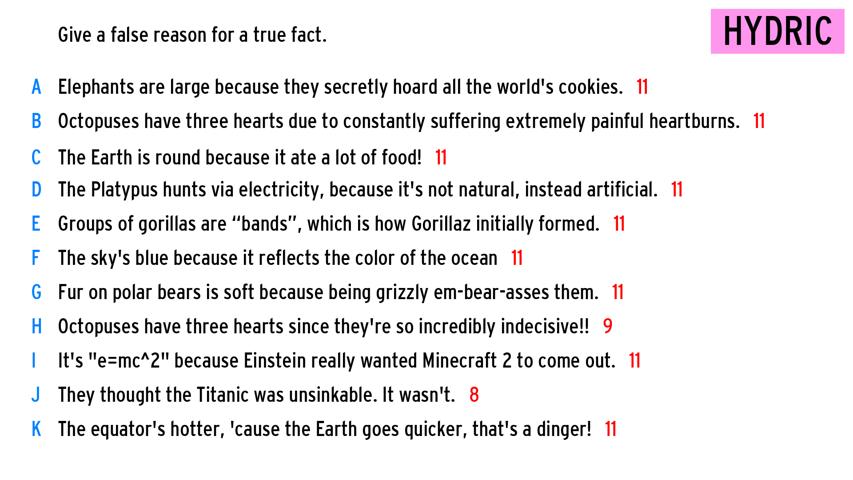 Give a false reason for a true fact.
HYDRIC
A Elephants are large because they secretly hoard all the world's cookies. 11
B Octopuses have three hearts due to constantly suffering extremely painful heartburns. 11
C The Earth is round because it ate a lot of food! 11
D The Platypus hunts via electricity, because it's not natural, instead artificial. 11
E Groups of gorillas are “bands”, which is how Gorillaz initially formed. 11
F The sky's blue because it reflects the color of the ocean 11
G Fur on polar bears is soft because being grizzly em-bear-asses them. 11
H Octopuses have three hearts since they're so incredibly indecisive!! 9
I It's "e=mc^2" because Einstein really wanted Minecraft 2 to come out. 11
J They thought the Titanic was unsinkable. It wasn't. 8
K The equator's hotter, 'cause the Earth goes quicker, that's a dinger! 11